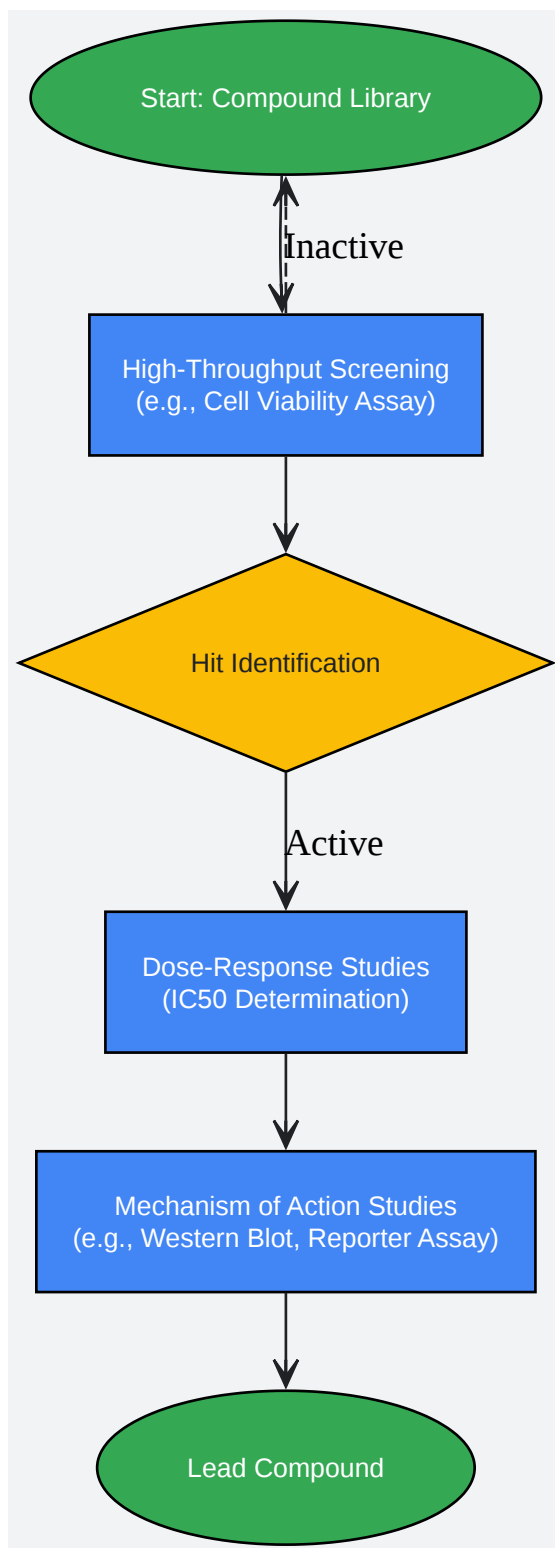 Start: Compound Library
Inactive
High-Throughput Screening
(e.g., Cell Viability Assay)
Hit Identification
Active
Dose-Response Studies
(IC50 Determination)
Mechanism of Action Studies
(e.g., Western Blot, Reporter Assay)
Lead Compound